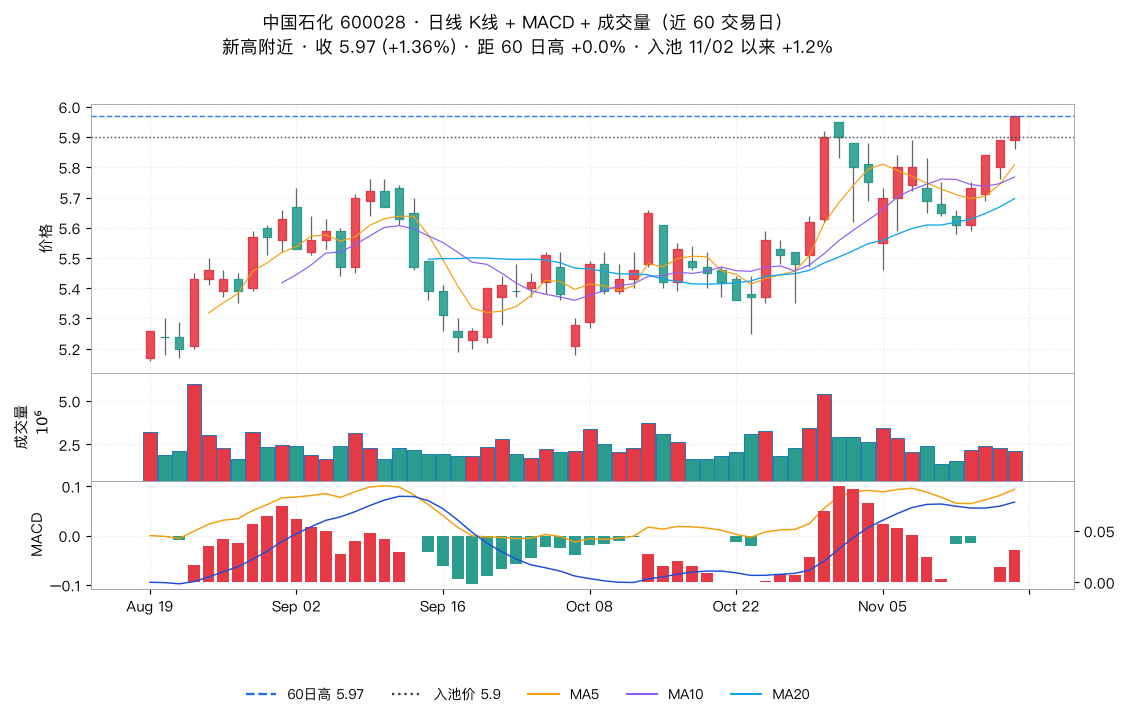 中国石化 600028 · 日线 K线 + MACD + 成交量（近 60 交易日）
新高附近 · 收 5.97 (+1.36%) · 距 60 日高 +0.0% · 入池 11/02 以来 +1.2%
价格
6.0
5.9
5.8
5.7
5.6
5.5
5.4
5.3
5.2
成交量
10⁶
5.0
2.5
MACD
0.1
0.0
−0.1
0.05
0.00
Aug 19
Sep 02
Sep 16
Oct 08
Oct 22
Nov 05
60日高 5.97
入池价 5.9
MA5
MA10
MA20